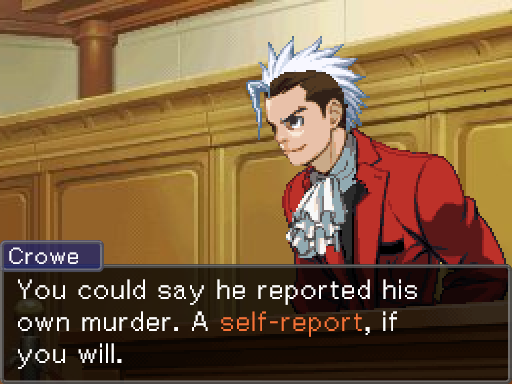 Crowe
You could say he reported his
own murder. A self-report, if
you will.